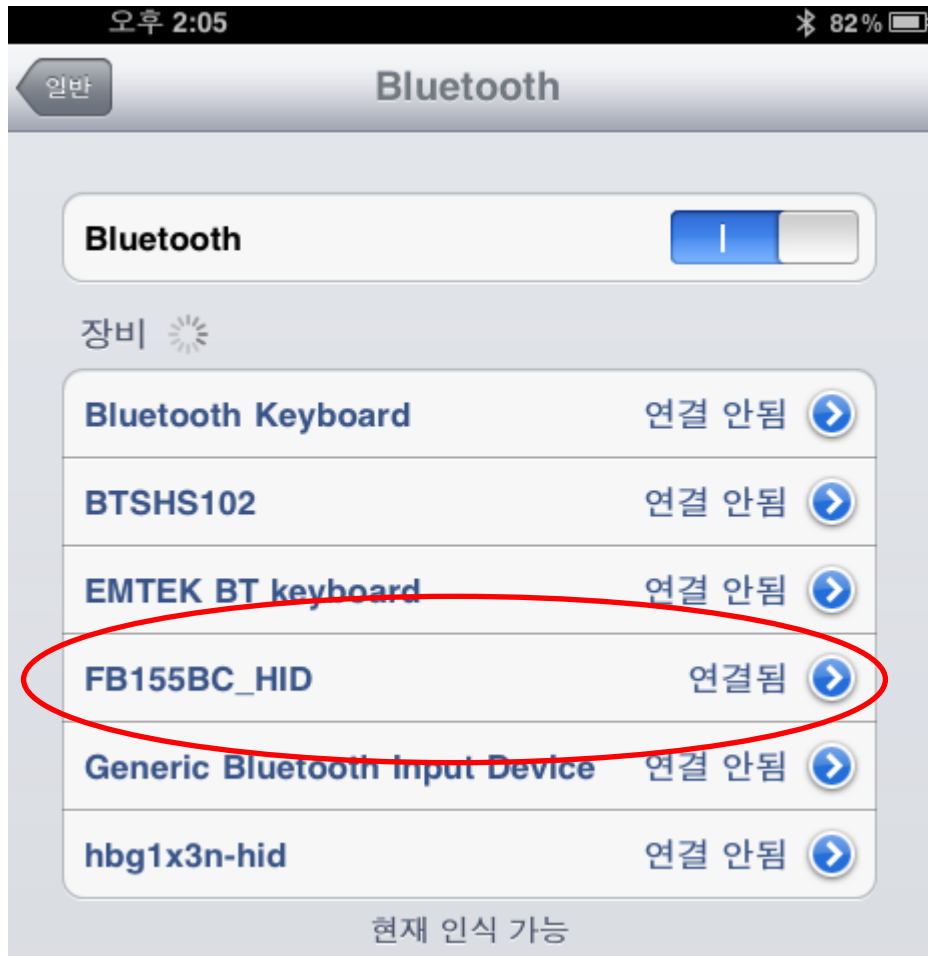 오후 2:05 82%
일반 Bluetooth
Bluetooth
장비
Bluetooth Keyboard 연결 안됨
BTSHS102 연결 안됨
EMTEK BT keyboard 연결 안됨
FB155BC_HID 연결됨
Generic Bluetooth Input Device 연결 안됨
hbg1x3n-hid 연결 안됨
현재 인식 가능